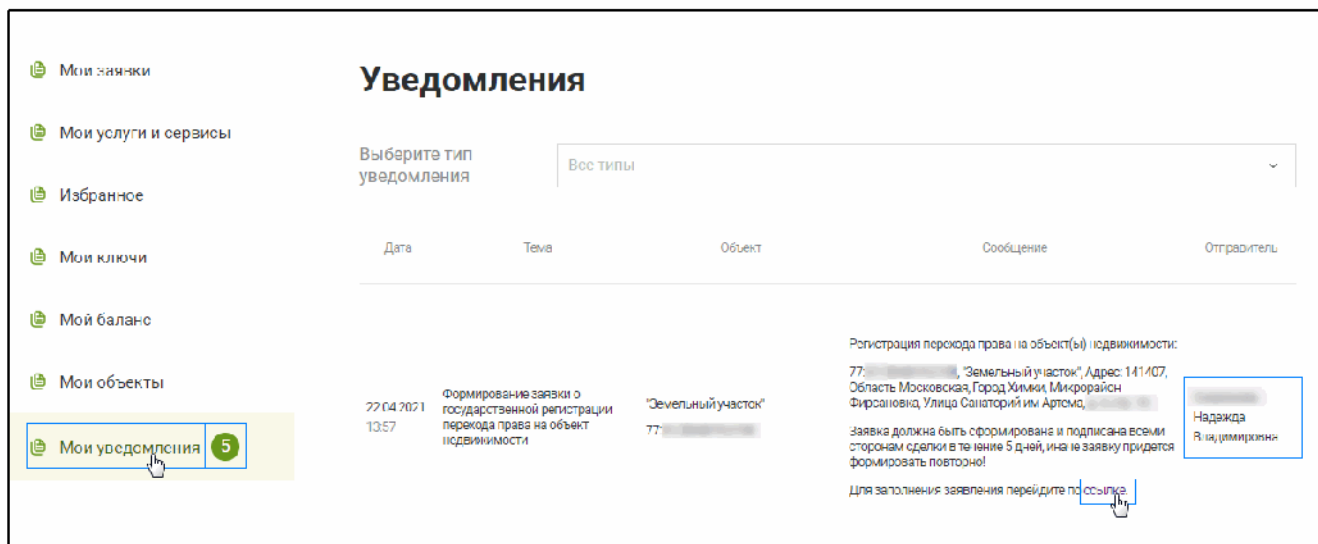 Мои заявки
Мои услуги и сервисы
Избранное
Мои ключи
Мой баланс
Мои объекты
Мои уведомления 5
Уведомления
Выберите тип
уведомления
Все типы
Дата Тема Объект Сообщение Отправитель
22.04.2021
13:57
Формирование заявки о
государственной регистрации
перехода права на объект
недвижимости
"Земельный участок"
77:
Регистрация перехода права на объект(ы) недвижимости:
77: , "Земельный участок", Адрес: 141407,
Область Московская, Город Химки, Микрорайон
Фирсановка, Улица Санаторий им Артема,
Заявка должна быть сформирована и подписана всеми
сторонам сделки в течение 5 дней, иначе заявку придется
формировать повторно!
Для заполнения заявления перейдите по ссылке.
Надежда
Владимировна